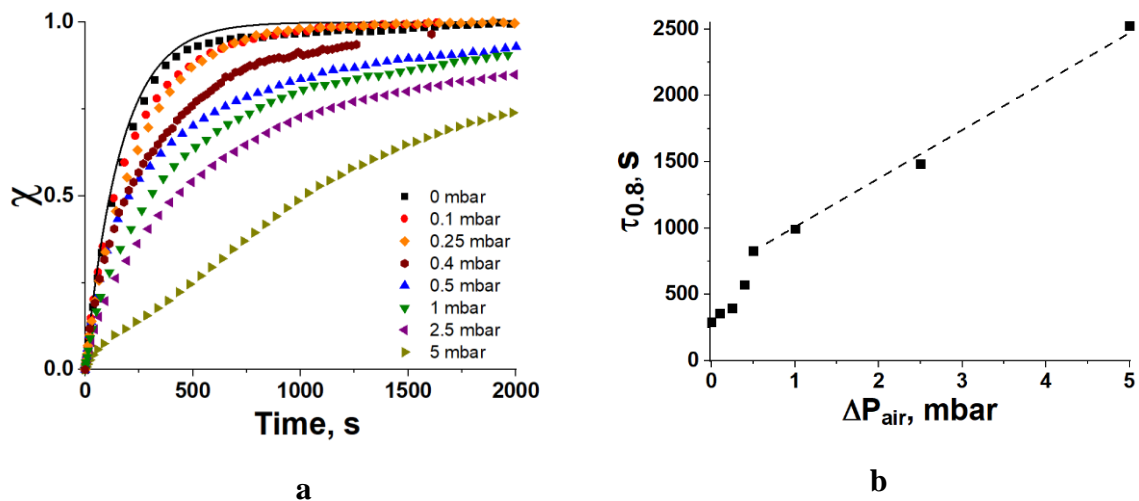 1.0
0.5
0.0
χ
0 500 1000 1500 2000
Time, s
0 mbar
0.1 mbar
0.25 mbar
0.4 mbar
0.5 mbar
1 mbar
2.5 mbar
5 mbar
a
2500
2000
1500
1000
500
0
τ0.8, s
0 1 2 3 4 5
ΔPair, mbar
b